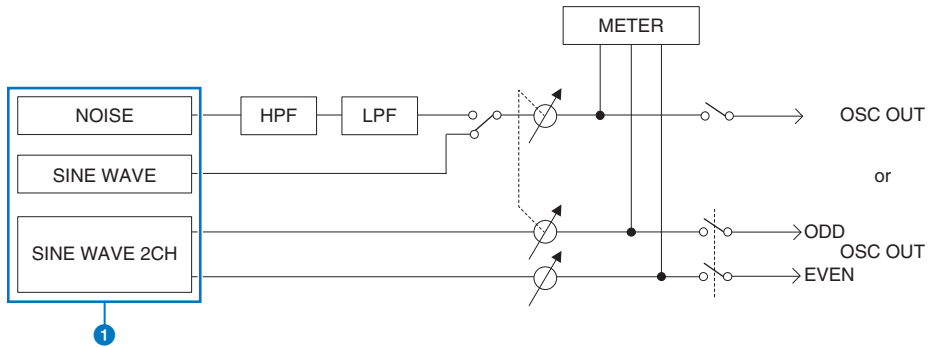 METER
NOISE
HPF
LPF
OSC OUT
SINE WAVE
or
SINE WAVE 2CH
ODD
OSC OUT
EVEN
1